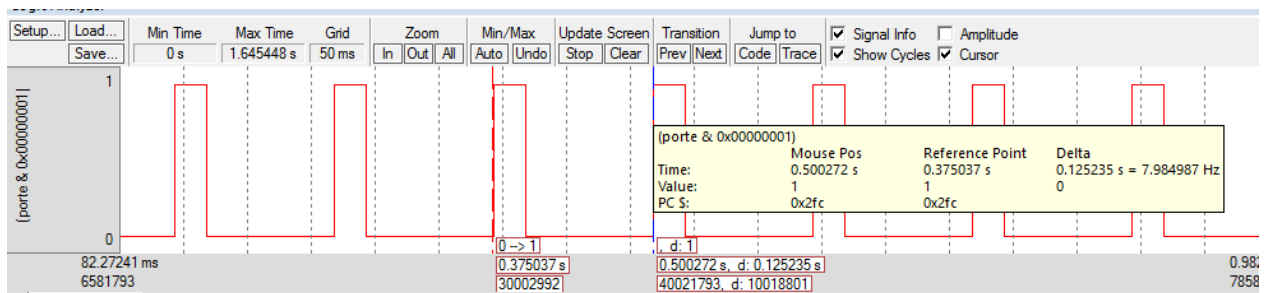 Setup... Load... Min Time Max Time Grid Zoom Min/Max Update Screen Transition Jump to Signal Info Amplitude
Save... 0 s 1.645448 s 50 ms In Out All Auto Undo Stop Clear Prev Next Code Trace Show Cycles Cursor
1
(porte & 0x00000001)
0
(porte & 0x00000001)
Mouse Pos Reference Point Delta
Time: 0.500272 s 0.375037 s 0.125235 s = 7.984987 Hz
Value: 1 1 0
PC $: 0x2fc 0x2fc
0 --> 1 , d: 1
82.27241 ms 0.375037 s 0.500272 s, d: 0.125235 s 0.982
6581793 30002992 40021793, d: 10018801 7858